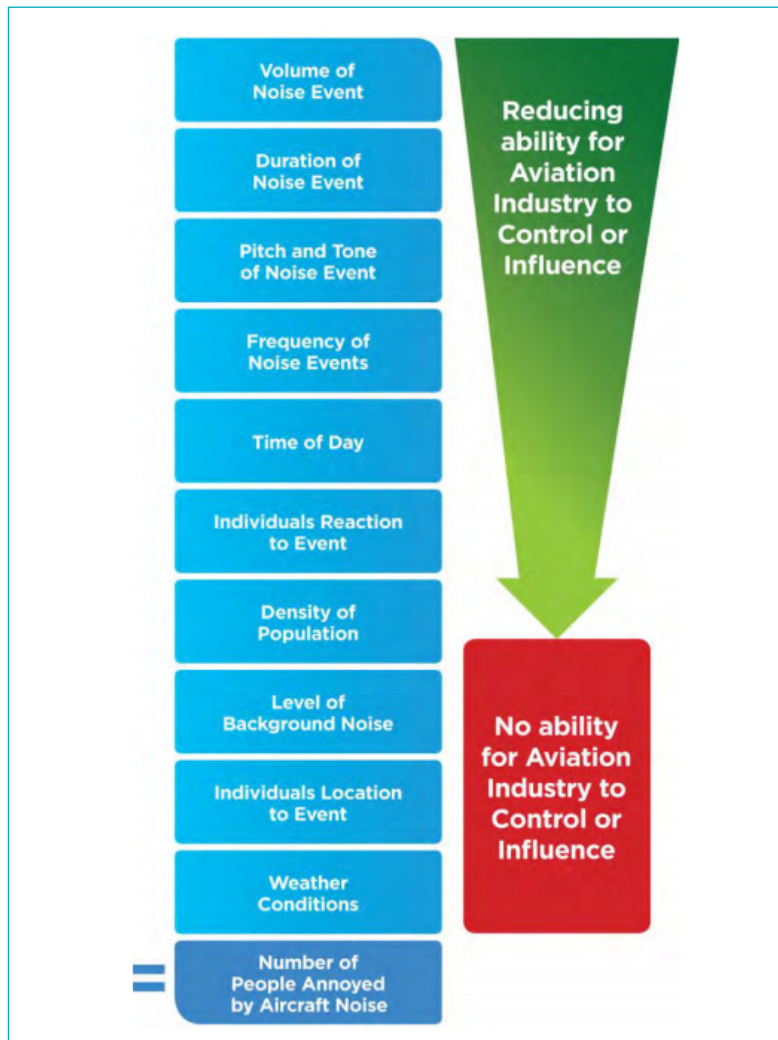 Volume of
Noise Event
Duration of
Noise Event
Pitch and Tone
of Noise Event
Frequency of
Noise Events
Time of Day
Individuals Reaction
to Event
Density of
Population
Level of
Background Noise
Individuals Location
to Event
Weather
Conditions
=
Number of
People Annoyed
by Aircraft Noise
Reducing
ability for
Aviation
Industry to
Control or
Influence
No ability
for Aviation
Industry to
Control or
Influence